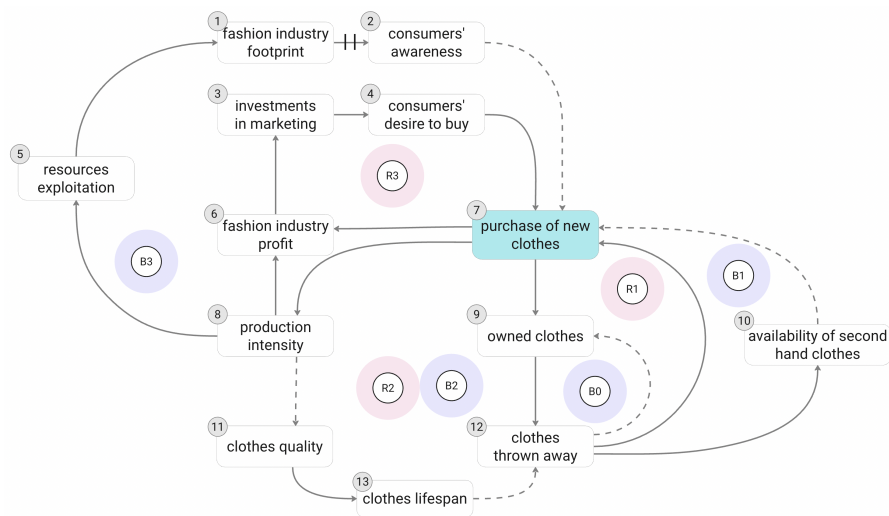 1
fashion industry
footprint
2
consumers'
awareness
3
investments
in marketing
4
consumers'
desire to buy
5
resources
exploitation
R3
6
fashion industry
profit
7
purchase of new
clothes
B3
R1
B1
8
production
intensity
9
owned clothes
10
availability of second
hand clothes
R2
B2
B0
11
clothes quality
12
clothes
thrown away
13
clothes lifespan